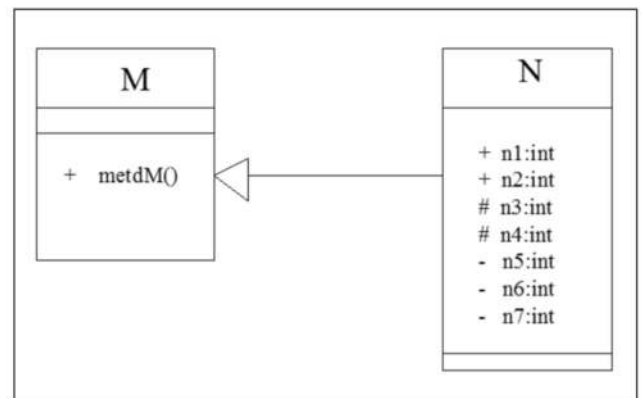 M
+ metdM()
N
+ n1:int
+ n2:int
# n3:int
# n4:int
- n5:int
- n6:int
- n7:int